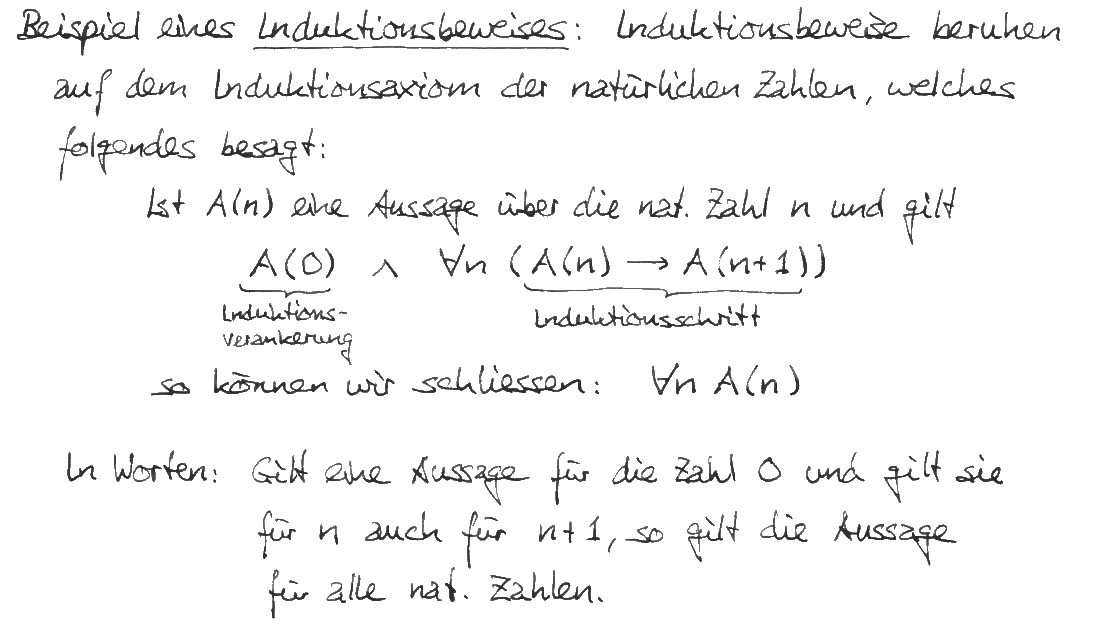 Beispiel eines Induktionsbeweises: Induktionsbeweise beruhen
auf dem Induktionsaxiom der natürlichen Zahlen, welches
folgendes besagt:
Ist A(n) eine Aussage über die nat. Zahl n und gilt
A(0) ∧ ∀n (A(n) → A(n+1))
Induktions-
verankerung
Induktionsschritt
so können wir schliessen: ∀n A(n)
In Worten: Gilt eine Aussage für die Zahl 0 und gilt sie
für n auch für n+1, so gilt die Aussage
für alle nat. Zahlen.